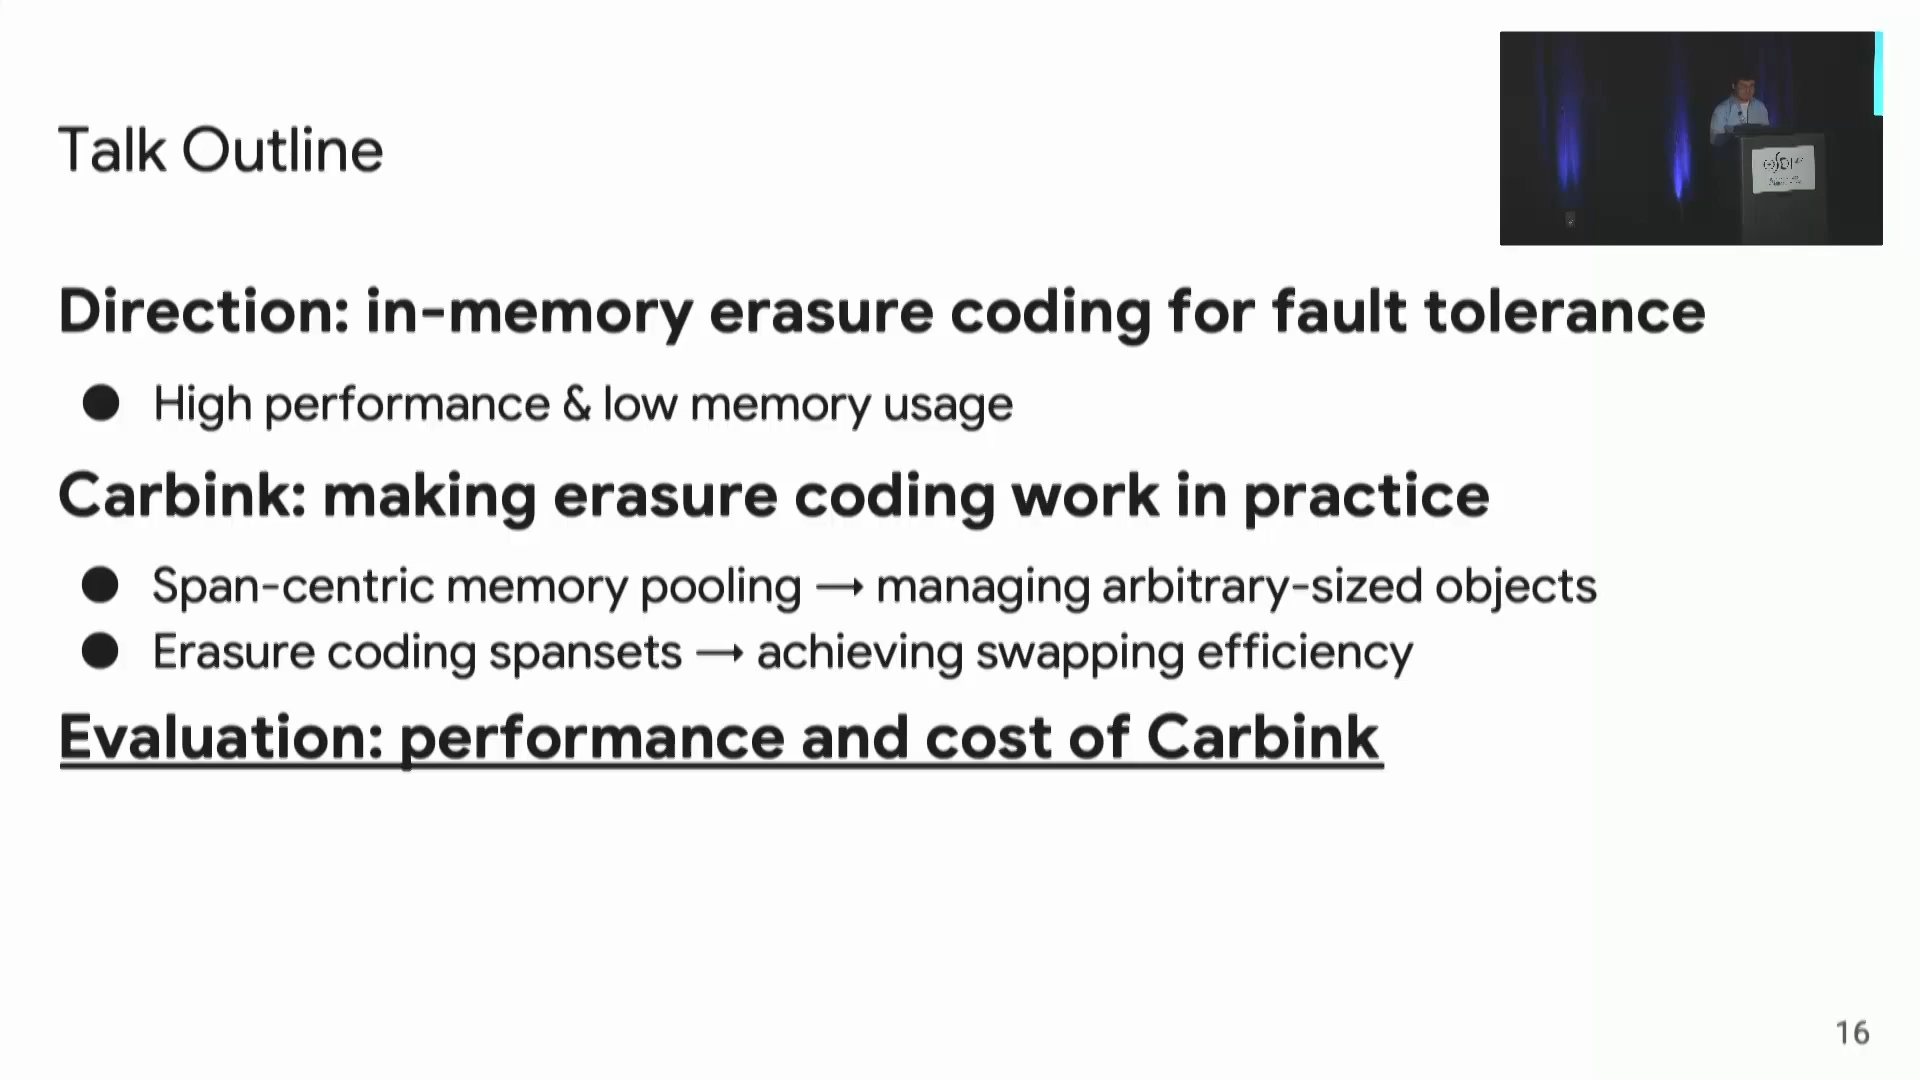 Talk Outline
Direction: in-memory erasure coding for fault tolerance
● High performance & low memory usage
Carbink: making erasure coding work in practice
● Span-centric memory pooling → managing arbitrary-sized objects
● Erasure coding spansets → achieving swapping efficiency
Evaluation: performance and cost of Carbink
16